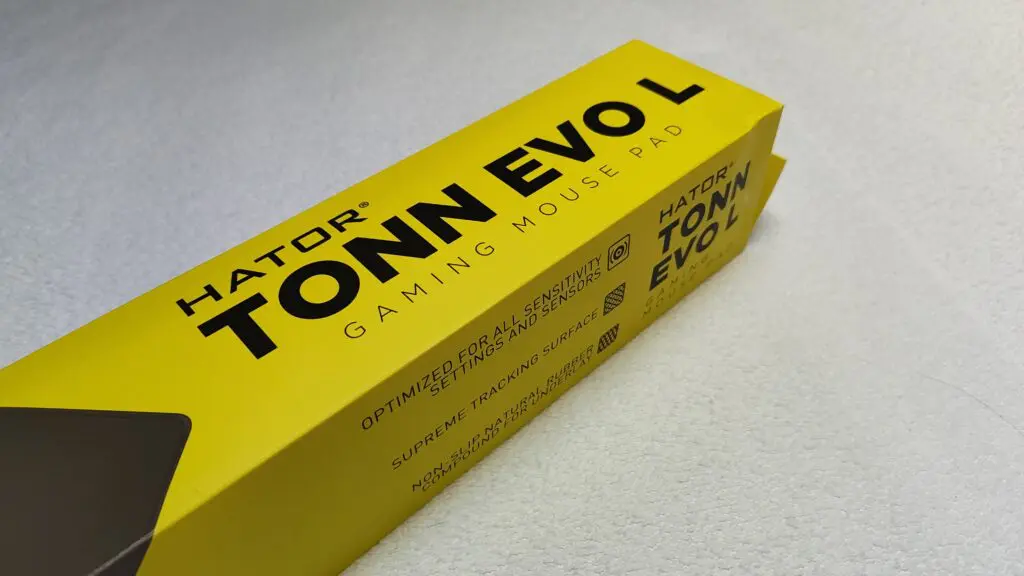 HATOR®
TONN EVO L
GAMING MOUSE PAD
OPTIMIZED FOR ALL SENSITIVITY
SETTINGS AND SENSORS
SUPREME TRACKING SURFACE
NON-SLIP NATURAL RUBBER
COMPOUND FOR UNDERLAY
HATOR®
TONN
EVO L
GAMING
MOUSE PAD